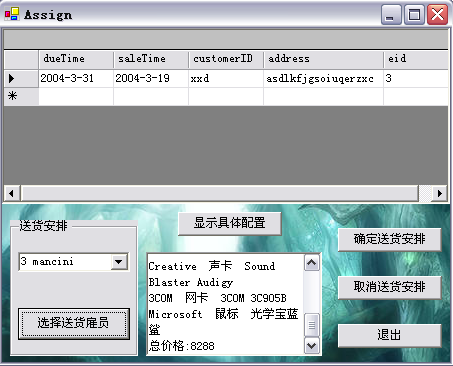 Assign
dueTime saleTime customerID address eid
2004-3-31 2004-3-19 xxd asdlkfjgsoiuqerzxc 3
送货安排
3 mancini
选择送货雇员
显示具体配置
Creative 声卡 Sound
Blaster Audigy
3COM 网卡 3COM 3C905B
Microsoft 鼠标 光学宝蓝
鲨
总价格:8288
确定送货安排
取消送货安排
退出